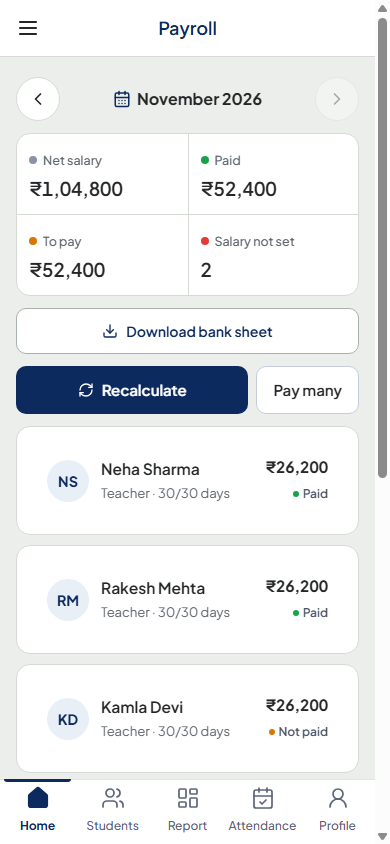 Payroll
November 2026
Net salary
₹1,04,800
Paid
₹52,400
To pay
₹52,400
Salary not set
2
Download bank sheet
Recalculate
Pay many
NS
Neha Sharma
Teacher · 30/30 days
₹26,200
Paid
RM
Rakesh Mehta
Teacher · 30/30 days
₹26,200
Paid
KD
Kamla Devi
Teacher · 30/30 days
₹26,200
Not paid
Home
Students
Report
Attendance
Profile